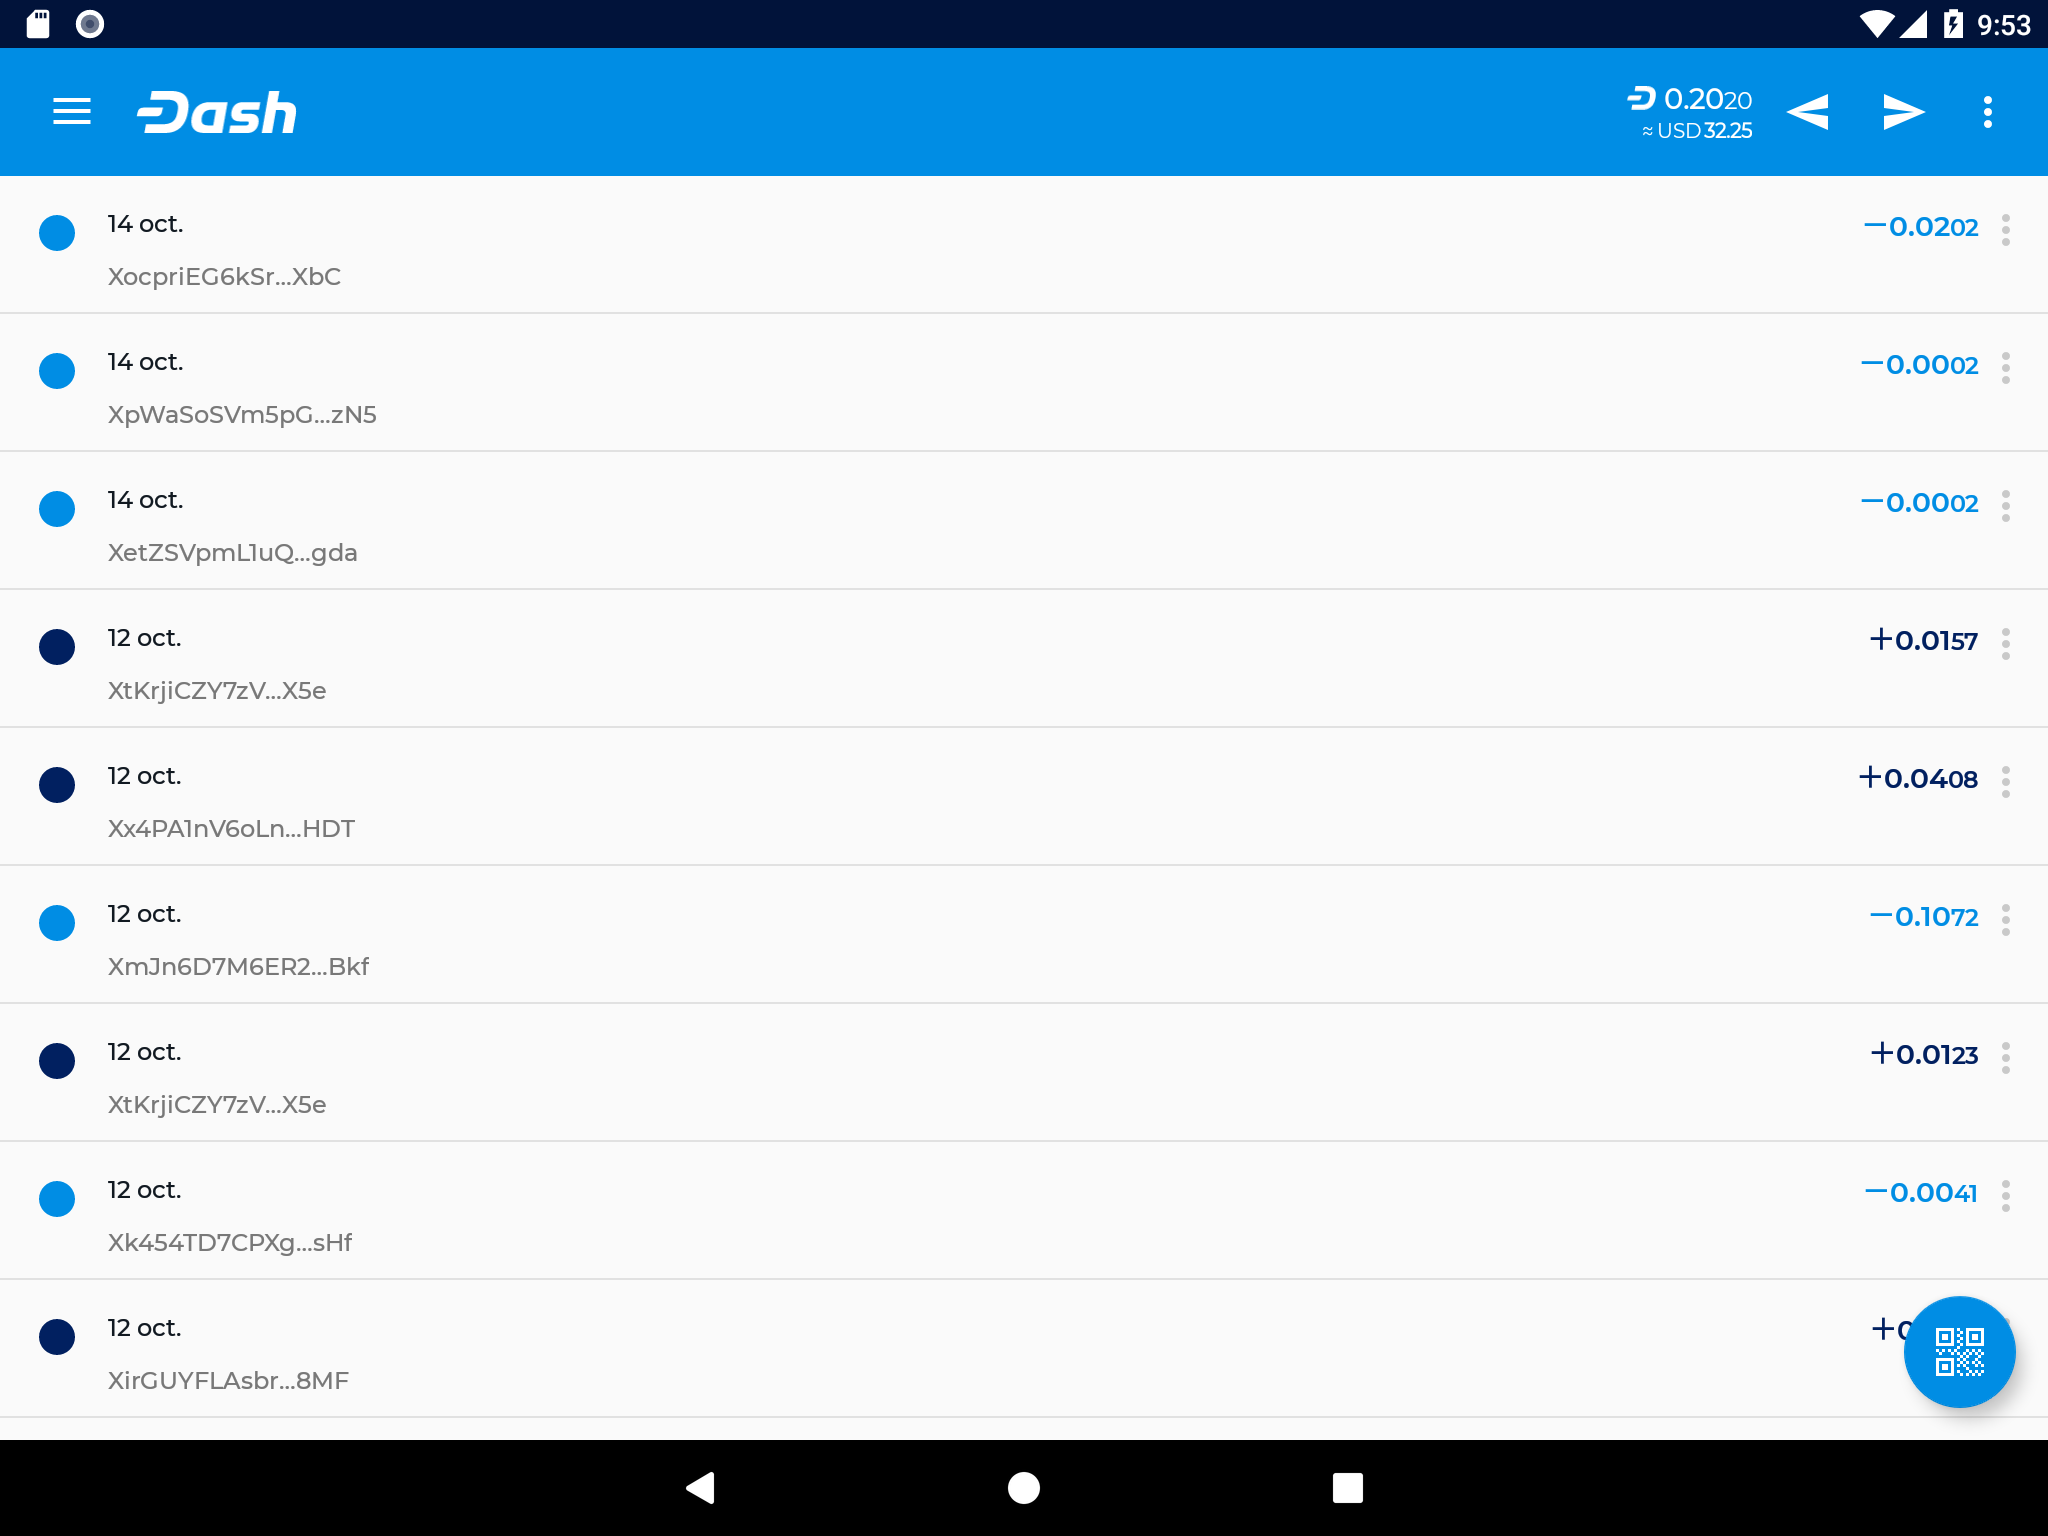 9:53
Dash
0.2020
≈ USD 32.25
14 oct.
−0.0202
XocpriEG6kSr...XbC
14 oct.
−0.0002
XpWaSoSVm5pG...zN5
14 oct.
−0.0002
XetZSVpmL1uQ...gda
12 oct.
+0.0157
XtKrjiCZY7zV...X5e
12 oct.
+0.0408
Xx4PA1nV6oLn...HDT
12 oct.
−0.1072
XmJn6D7M6ER2...Bkf
12 oct.
+0.0123
XtKrjiCZY7zV...X5e
12 oct.
−0.0041
Xk454TD7CPXg...sHf
12 oct.
XirGUYFLAsbr...8MF